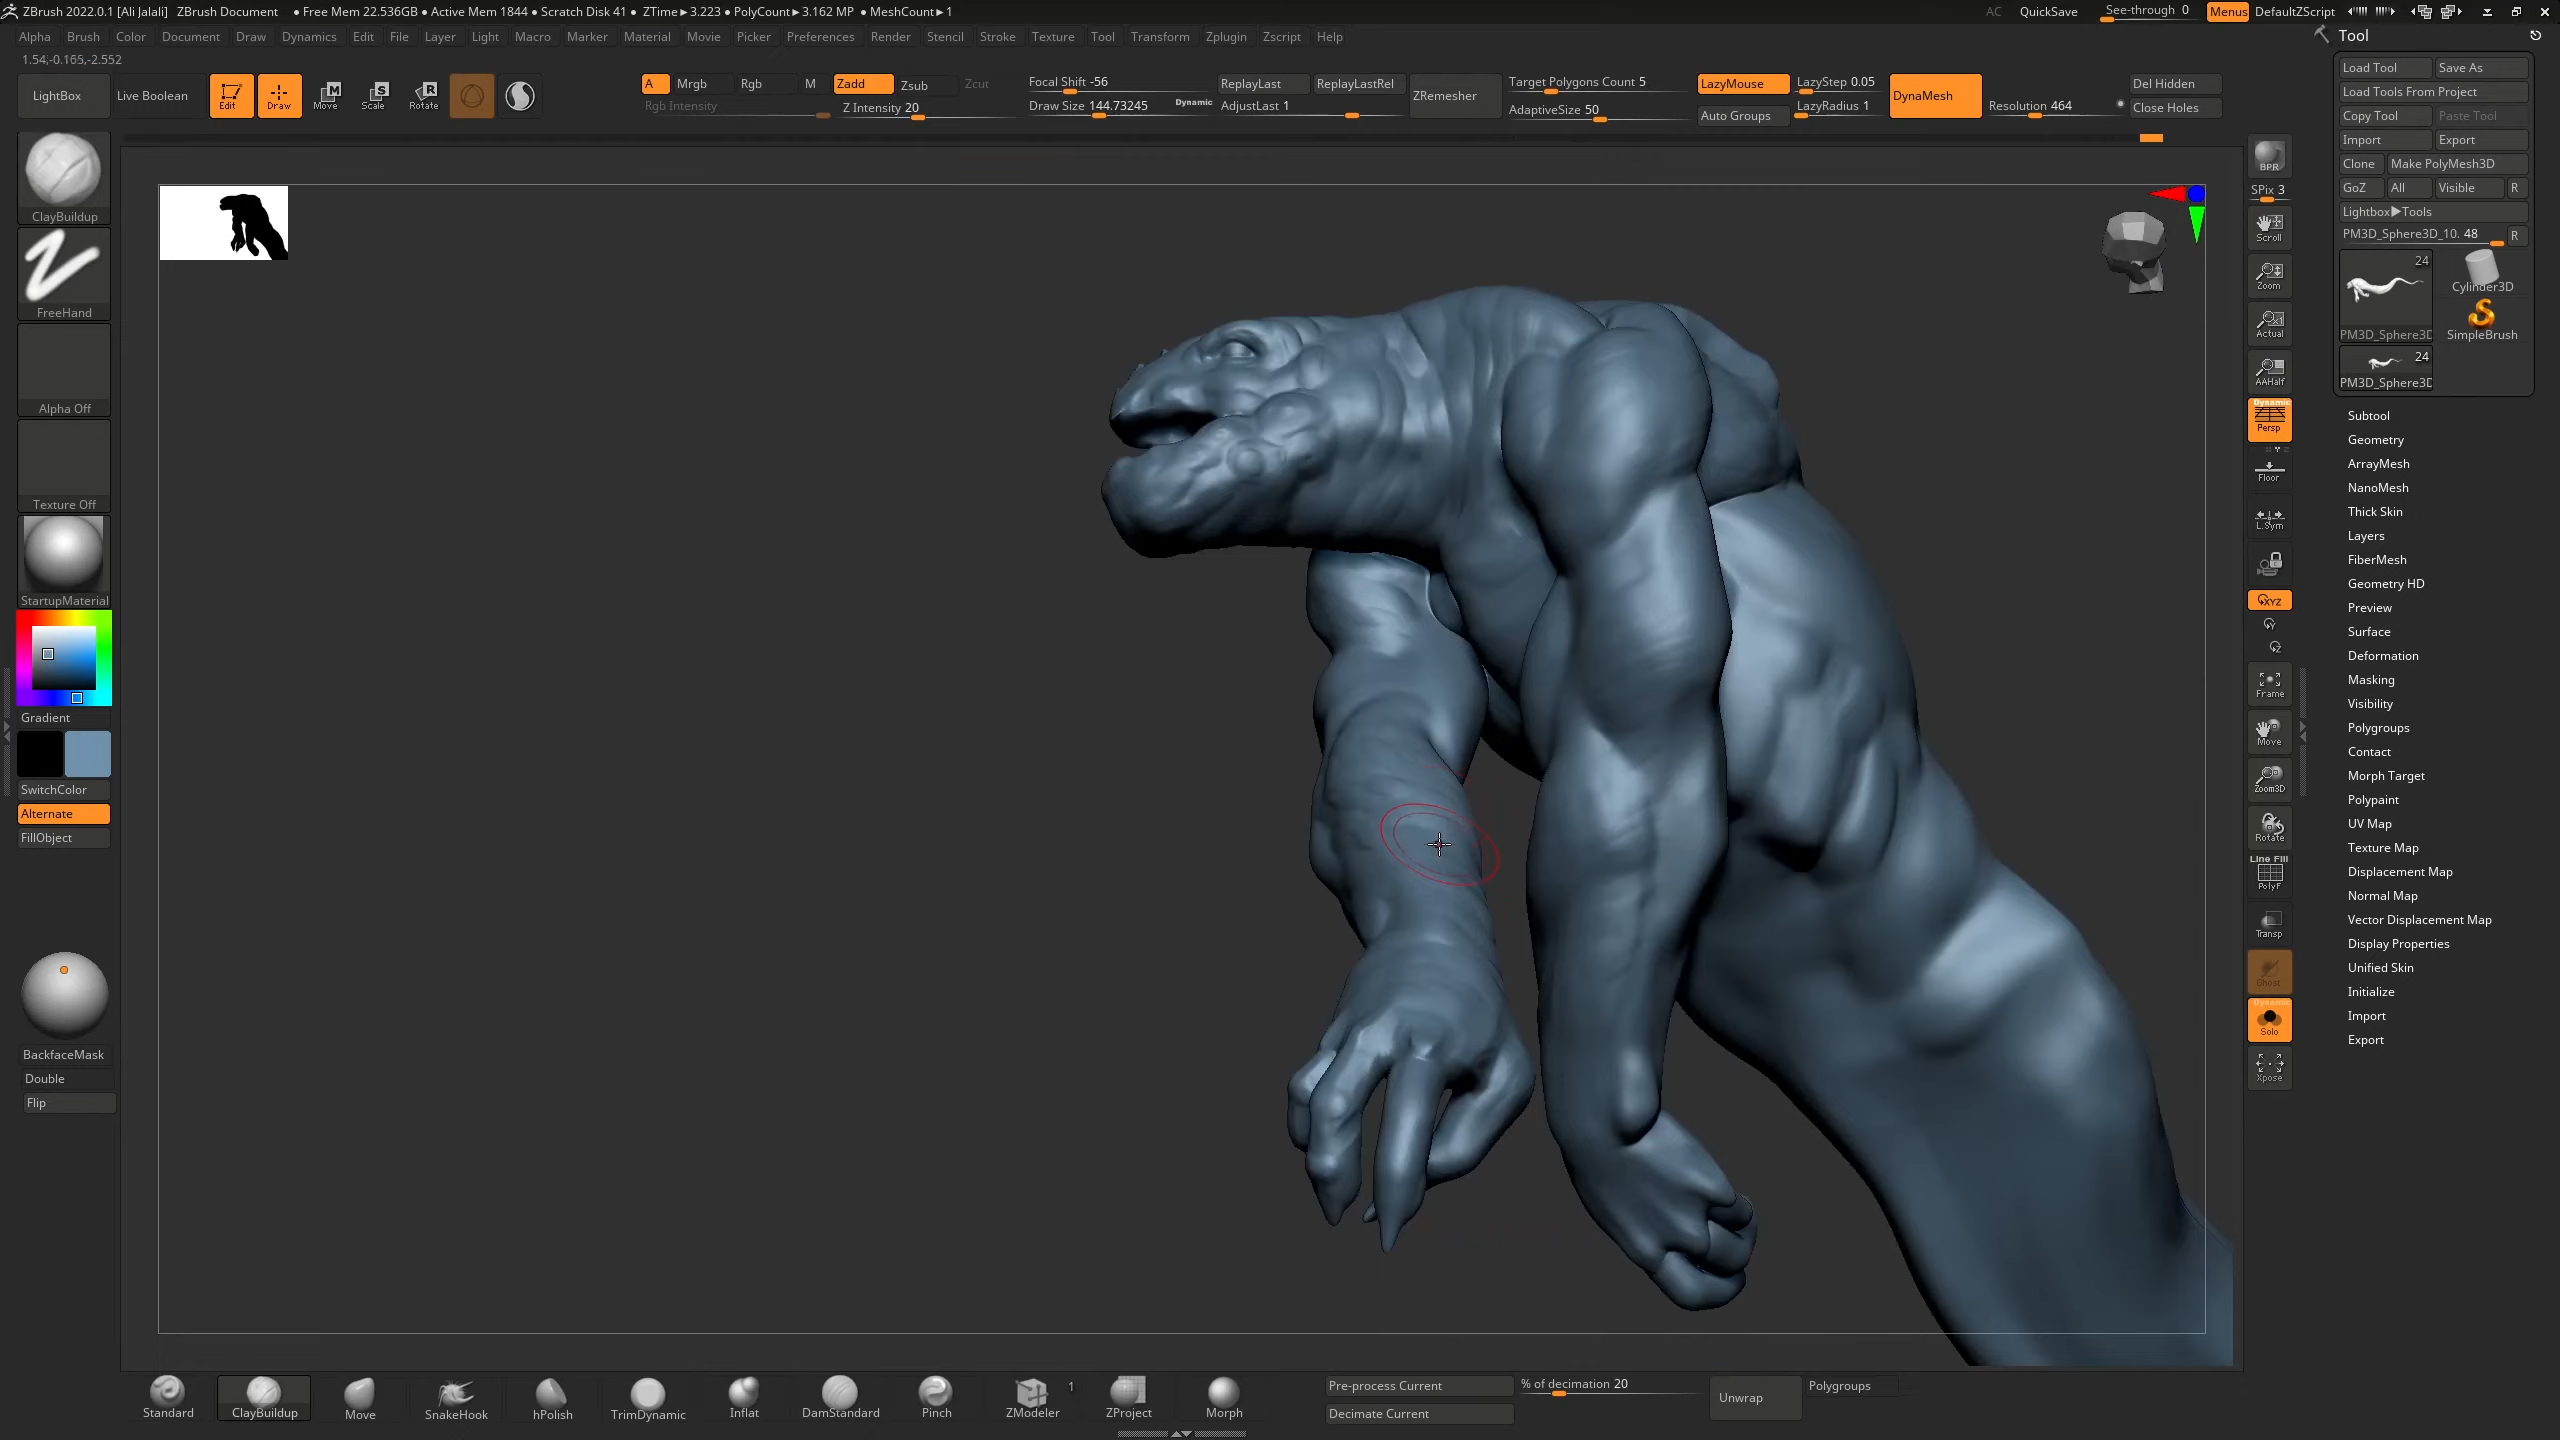 ZBrush 2022.0.1 [Ali Jalali] ZBrush Document ● Free Mem 22.536GB ● Active Mem 1844 ● Scratch Disk 41 ● ZTime►3.223 ● PolyCount►3.162 MP ● MeshCount►1 AC QuickSave See-through 0 Menus DefaultZScript
Alpha Brush Color Document Draw Dynamics Edit File Layer Light Macro Marker Material Movie Picker Preferences Render Stencil Stroke Texture Tool Transform Zplugin Zscript Help
1.54,-0.165,-2.552
LightBox Live Boolean Edit Draw Move Scale Rotate
A Mrgb Rgb M Zadd Zsub Zcut
Rgb Intensity Z Intensity 20
Focal Shift -56
Draw Size 144.73245 Dynamic
ReplayLast ReplayLastRel
AdjustLast 1
ZRemesher
Target Polygons Count 5
AdaptiveSize 50
LazyMouse LazyStep 0.05
Auto Groups LazyRadius 1
DynaMesh
Resolution 464
Del Hidden
Close Holes
ClayBuildup
FreeHand
Alpha Off
Texture Off
StartupMaterial
Gradient
SwitchColor
Alternate
FillObject
BackfaceMask
Double
Flip
BPR
SPix 3
Scroll
Zoom
Actual
AAHalf
Dynamic
Persp
Floor
L.Sym
XYZ
Y
Z
Frame
Move
Zoom3D
Rotate
Line Fill
PolyF
Transp
Ghost
Dynamic
Solo
Xpose
Tool
Load Tool Save As
Load Tools From Project
Copy Tool Paste Tool
Import Export
Clone Make PolyMesh3D
GoZ All Visible R
Lightbox►Tools
PM3D_Sphere3D_10. 48 R
24
Cylinder3D
PM3D_Sphere3D SimpleBrush
24
PM3D_Sphere3D
Subtool
Geometry
ArrayMesh
NanoMesh
Thick Skin
Layers
FiberMesh
Geometry HD
Preview
Surface
Deformation
Masking
Visibility
Polygroups
Contact
Morph Target
Polypaint
UV Map
Texture Map
Displacement Map
Normal Map
Vector Displacement Map
Display Properties
Unified Skin
Initialize
Import
Export
Standard ClayBuildup Move SnakeHook hPolish TrimDynamic Inflat DamStandard Pinch ZModeler 1 ZProject Morph
Pre-process Current % of decimation 20
Decimate Current
Unwrap Polygroups